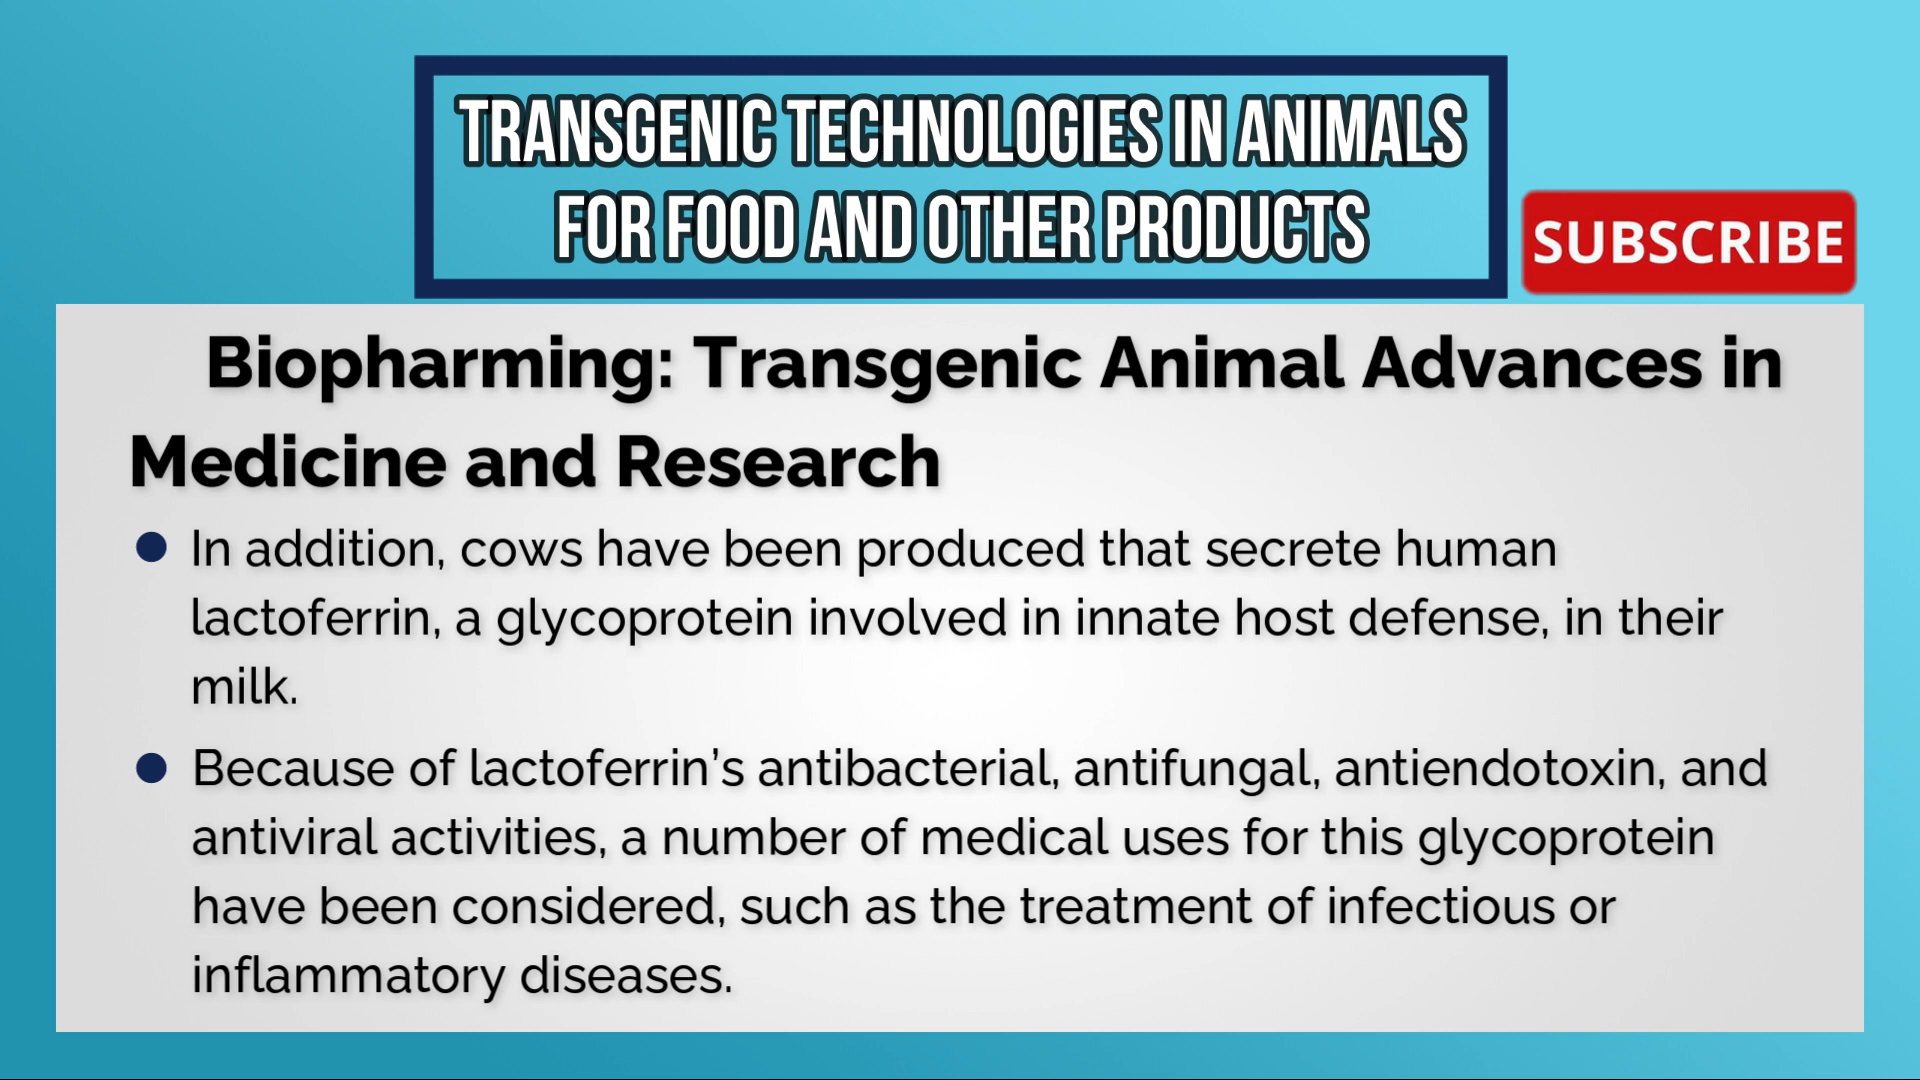 TRANSGENIC TECHNOLOGIES IN ANIMALS
FOR FOOD AND OTHER PRODUCTS
SUBSCRIBE
Biopharming: Transgenic Animal Advances in
Medicine and Research
In addition, cows have been produced that secrete human
lactoferrin, a glycoprotein involved in innate host defense, in their
milk.
Because of lactoferrin’s antibacterial, antifungal, antiendotoxin, and
antiviral activities, a number of medical uses for this glycoprotein
have been considered, such as the treatment of infectious or
inflammatory diseases.